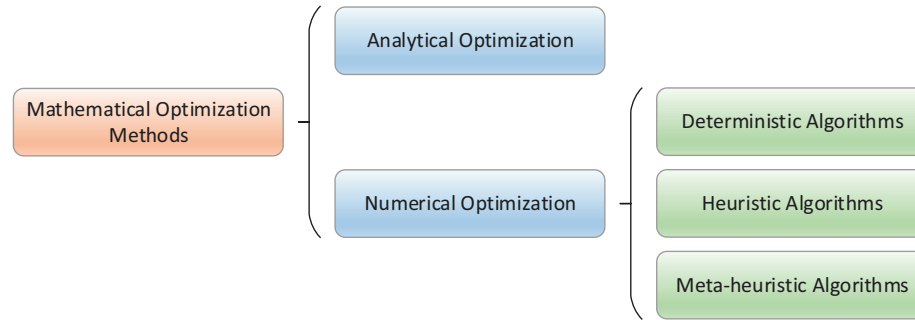 Analytical Optimization
Mathematical Optimization
Methods
Numerical Optimization
Deterministic Algorithms
Heuristic Algorithms
Meta-heuristic Algorithms